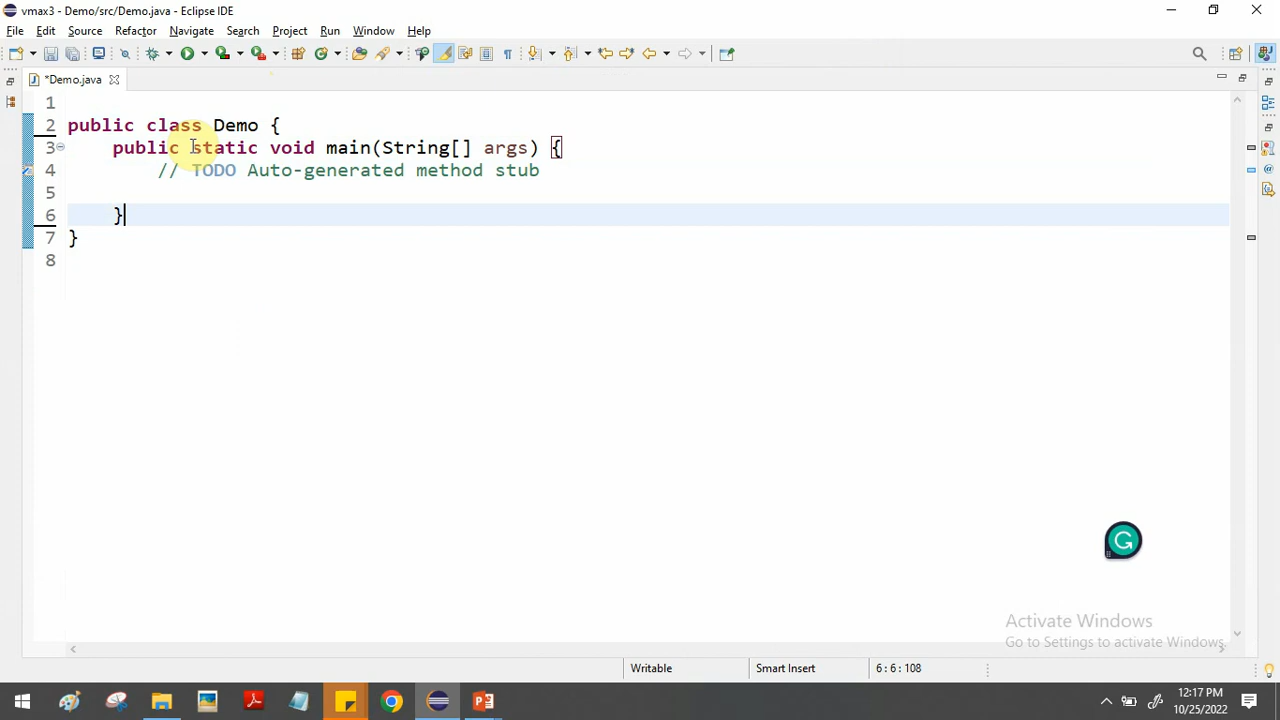 vmax3 - Demo/src/Demo.java - Eclipse IDE
File Edit Source Refactor Navigate Search Project Run Window Help
*Demo.java
1
2 public class Demo {
3 public static void main(String[] args) {
4 // TODO Auto-generated method stub
5
6 }
7 }
8
Activate Windows
Go to Settings to activate Windows.
Writable Smart Insert 6 : 6 : 108
12:17 PM
10/25/2022